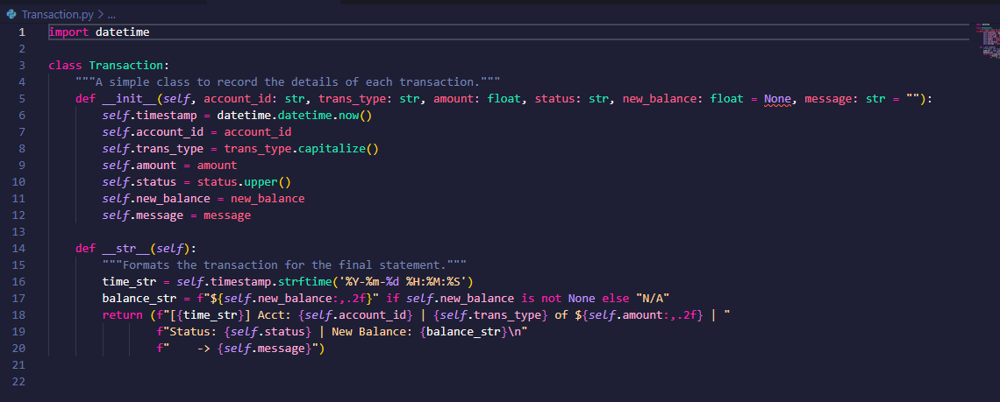 Transaction.py > ...
1 import datetime
2
3 class Transaction:
4     """A simple class to record the details of each transaction."""
5     def __init__(self, account_id: str, trans_type: str, amount: float, status: str, new_balance: float = None, message: str = ""):
6         self.timestamp = datetime.datetime.now()
7         self.account_id = account_id
8         self.trans_type = trans_type.capitalize()
9         self.amount = amount
10         self.status = status.upper()
11         self.new_balance = new_balance
12         self.message = message
13
14     def __str__(self):
15         """Formats the transaction for the final statement."""
16         time_str = self.timestamp.strftime('%Y-%m-%d %H:%M:%S')
17         balance_str = f"${self.new_balance:,.2f}" if self.new_balance is not None else "N/A"
18         return (f"[{time_str}] Acct: {self.account_id} | {self.trans_type} of ${self.amount:,.2f} | "
19                 f"Status: {self.status} | New Balance: {balance_str}\n"
20                 f"    -> {self.message}")
21
22